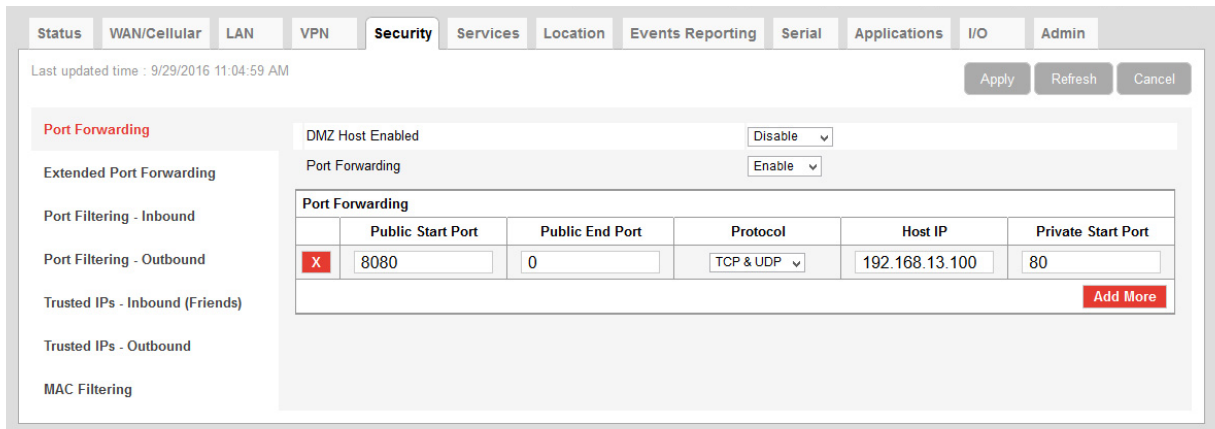 Status WAN/Cellular LAN VPN Security Services Location Events Reporting Serial Applications I/O Admin
Last updated time : 9/29/2016 11:04:59 AM
Apply Refresh Cancel
Port Forwarding
Extended Port Forwarding
Port Filtering - Inbound
Port Filtering - Outbound
Trusted IPs - Inbound (Friends)
Trusted IPs - Outbound
MAC Filtering
DMZ Host Enabled Disable
Port Forwarding Enable
Port Forwarding
Public Start Port Public End Port Protocol Host IP Private Start Port
X 8080 0 TCP & UDP 192.168.13.100 80
Add More